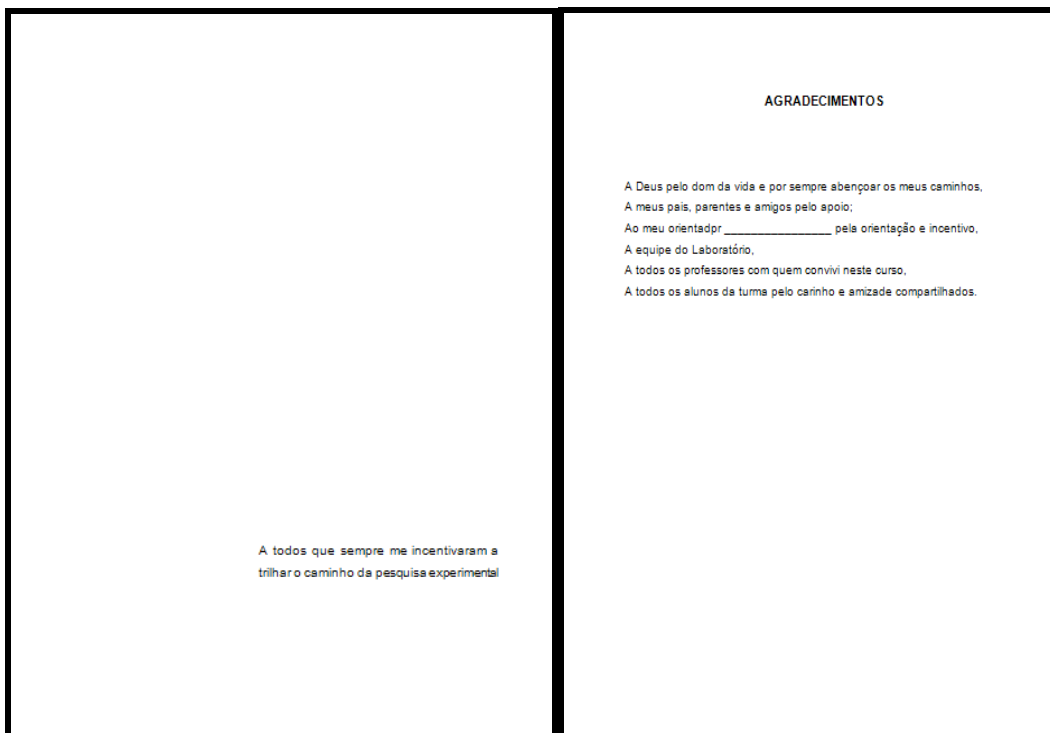 A todos que sempre me incentivaram a
trilhar o caminho da pesquisa experimental
AGRADECIMENTOS
A Deus pelo dom da vida e por sempre abençoar os meus caminhos,
A meus pais, parentes e amigos pelo apoio;
Ao meu orientadpr ________________ pela orientação e incentivo,
A equipe do Laboratório,
A todos os professores com quem convivi neste curso,
A todos os alunos da turma pelo carinho e amizade compartilhados.